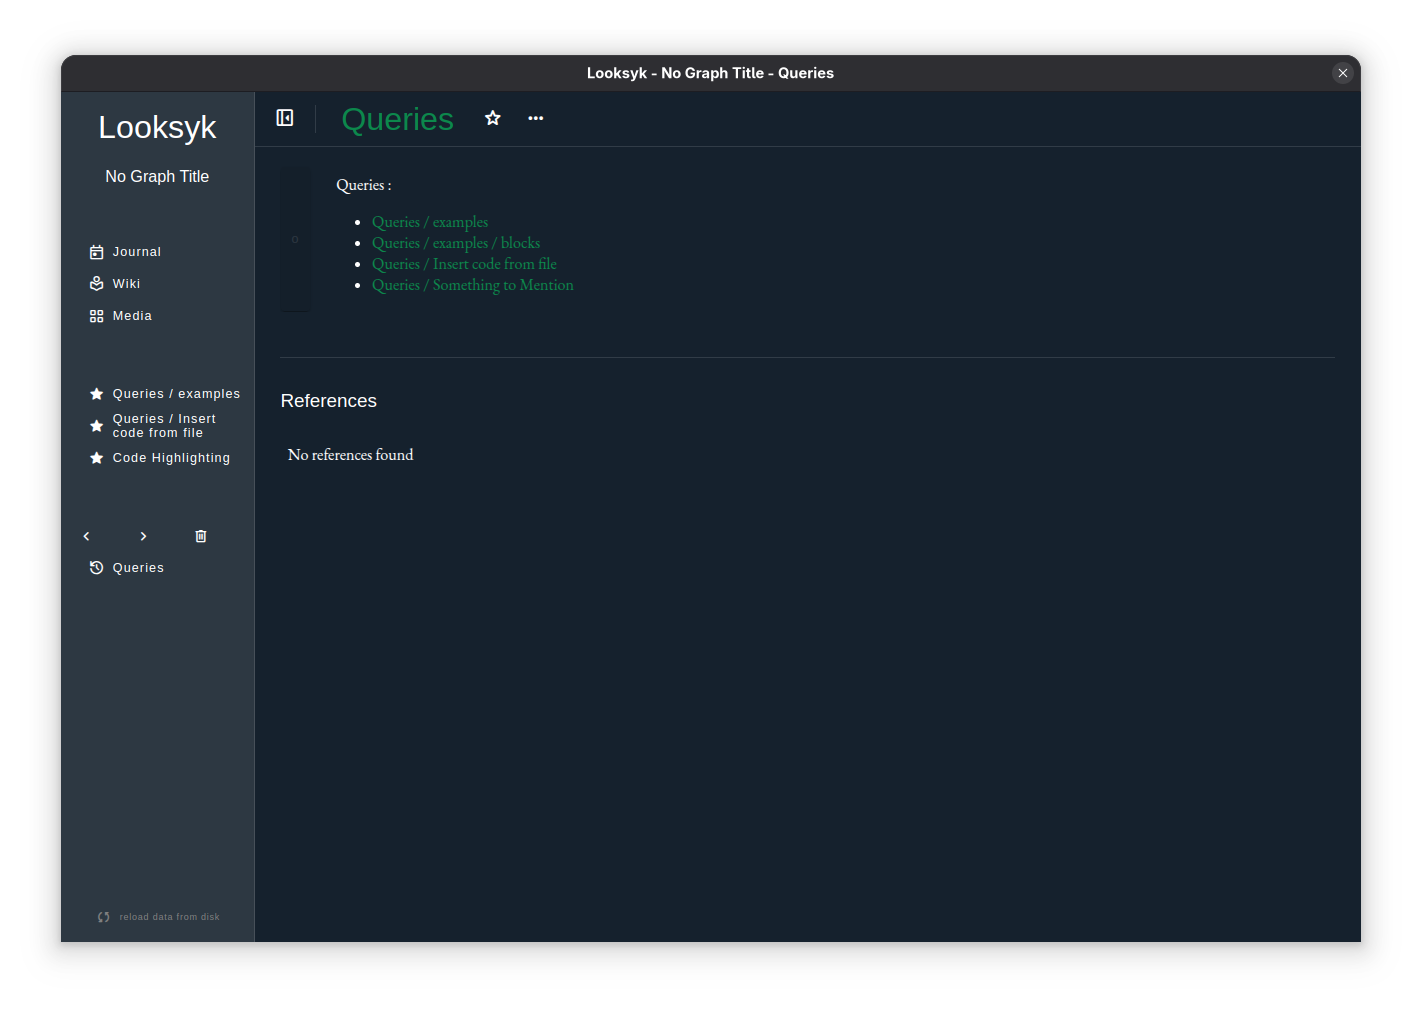 Looksyk - No Graph Title - Queries
Looksyk
No Graph Title
Journal
Wiki
Media
Queries / examples
Queries / Insert
code from file
Code Highlighting
Queries
reload data from disk
Queries
Queries :
Queries / examples
Queries / examples / blocks
Queries / Insert code from file
Queries / Something to Mention
References
No references found